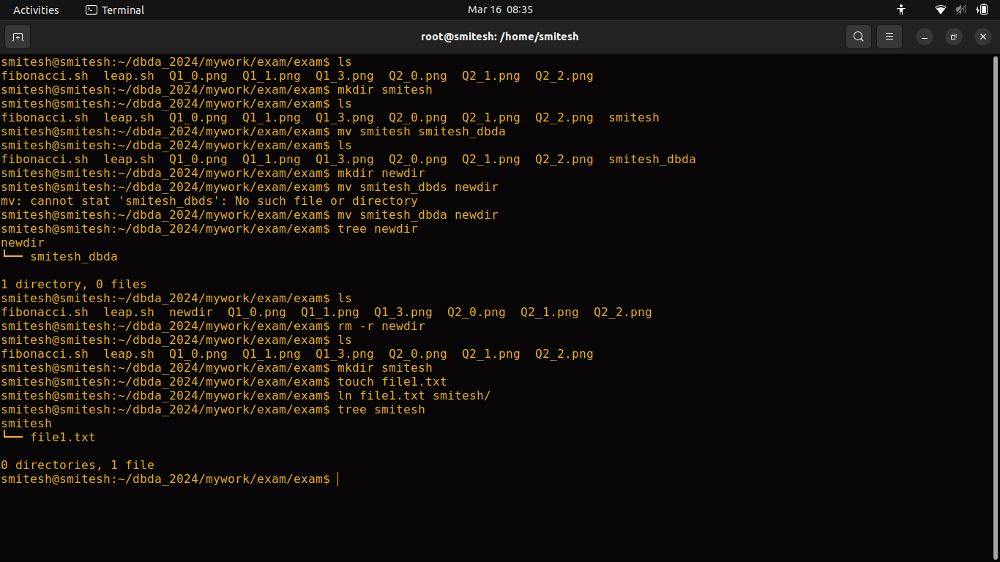 Activities Terminal Mar 16 08:35
root@smitesh: /home/smitesh
smitesh@smitesh:~/dbda_2024/mywork/exam/exam$ ls
fibonacci.sh  leap.sh  Q1_0.png  Q1_1.png  Q1_3.png  Q2_0.png  Q2_1.png  Q2_2.png
smitesh@smitesh:~/dbda_2024/mywork/exam/exam$ mkdir smitesh
smitesh@smitesh:~/dbda_2024/mywork/exam/exam$ ls
fibonacci.sh  leap.sh  Q1_0.png  Q1_1.png  Q1_3.png  Q2_0.png  Q2_1.png  Q2_2.png  smitesh
smitesh@smitesh:~/dbda_2024/mywork/exam/exam$ mv smitesh smitesh_dbda
smitesh@smitesh:~/dbda_2024/mywork/exam/exam$ ls
fibonacci.sh  leap.sh  Q1_0.png  Q1_1.png  Q1_3.png  Q2_0.png  Q2_1.png  Q2_2.png  smitesh_dbda
smitesh@smitesh:~/dbda_2024/mywork/exam/exam$ mkdir newdir
smitesh@smitesh:~/dbda_2024/mywork/exam/exam$ mv smitesh_dbds newdir
mv: cannot stat 'smitesh_dbds': No such file or directory
smitesh@smitesh:~/dbda_2024/mywork/exam/exam$ mv smitesh_dbda newdir
smitesh@smitesh:~/dbda_2024/mywork/exam/exam$ tree newdir
newdir
└── smitesh_dbda
1 directory, 0 files
smitesh@smitesh:~/dbda_2024/mywork/exam/exam$ ls
fibonacci.sh  leap.sh  newdir  Q1_0.png  Q1_1.png  Q1_3.png  Q2_0.png  Q2_1.png  Q2_2.png
smitesh@smitesh:~/dbda_2024/mywork/exam/exam$ rm -r newdir
smitesh@smitesh:~/dbda_2024/mywork/exam/exam$ ls
fibonacci.sh  leap.sh  Q1_0.png  Q1_1.png  Q1_3.png  Q2_0.png  Q2_1.png  Q2_2.png
smitesh@smitesh:~/dbda_2024/mywork/exam/exam$ mkdir smitesh
smitesh@smitesh:~/dbda_2024/mywork/exam/exam$ touch file1.txt
smitesh@smitesh:~/dbda_2024/mywork/exam/exam$ ln file1.txt smitesh/
smitesh@smitesh:~/dbda_2024/mywork/exam/exam$ tree smitesh
smitesh
└── file1.txt
0 directories, 1 file
smitesh@smitesh:~/dbda_2024/mywork/exam/exam$